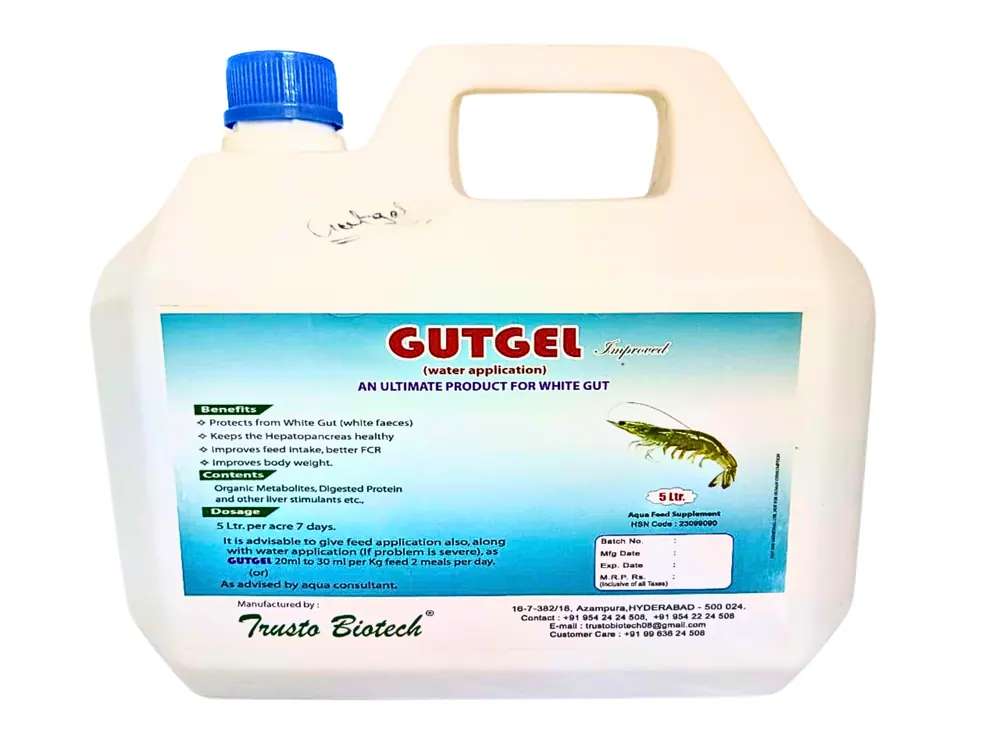 Gutgel
GUTGEL Improved
(water application)
AN ULTIMATE PRODUCT FOR WHITE GUT
Benefits
❖ Protects from White Gut (white faeces)
❖ Keeps the Hepatopancreas healthy
❖ Improves feed intake, better FCR
❖ Improves body weight.
Contents
Organic Metabolites, Digested Protein
and other liver stimulants etc.,
Dosage
5 Ltr. per acre 7 days.
It is advisable to give feed application also, along
with water application (If problem is severe), as
GUTGEL 20ml to 30 ml per Kg feed 2 meals per day.
(or)
As advised by aqua consultant.
5 Ltr.
Aqua Feed Supplement
HSN Code : 23099090
Batch No. :
Mfg Date :
Exp. Date :
M.R.P. Rs. :
(Inclusive of all Taxes)
Manufactured by :
Trusto Biotech®
16-7-382/18, Azampura, HYDERABAD - 500 024.
Contact : +91 954 24 24 508, +91 954 22 24 508
E-mail : trustobiotech08@gmail.com
Customer Care : +91 99 636 24 508